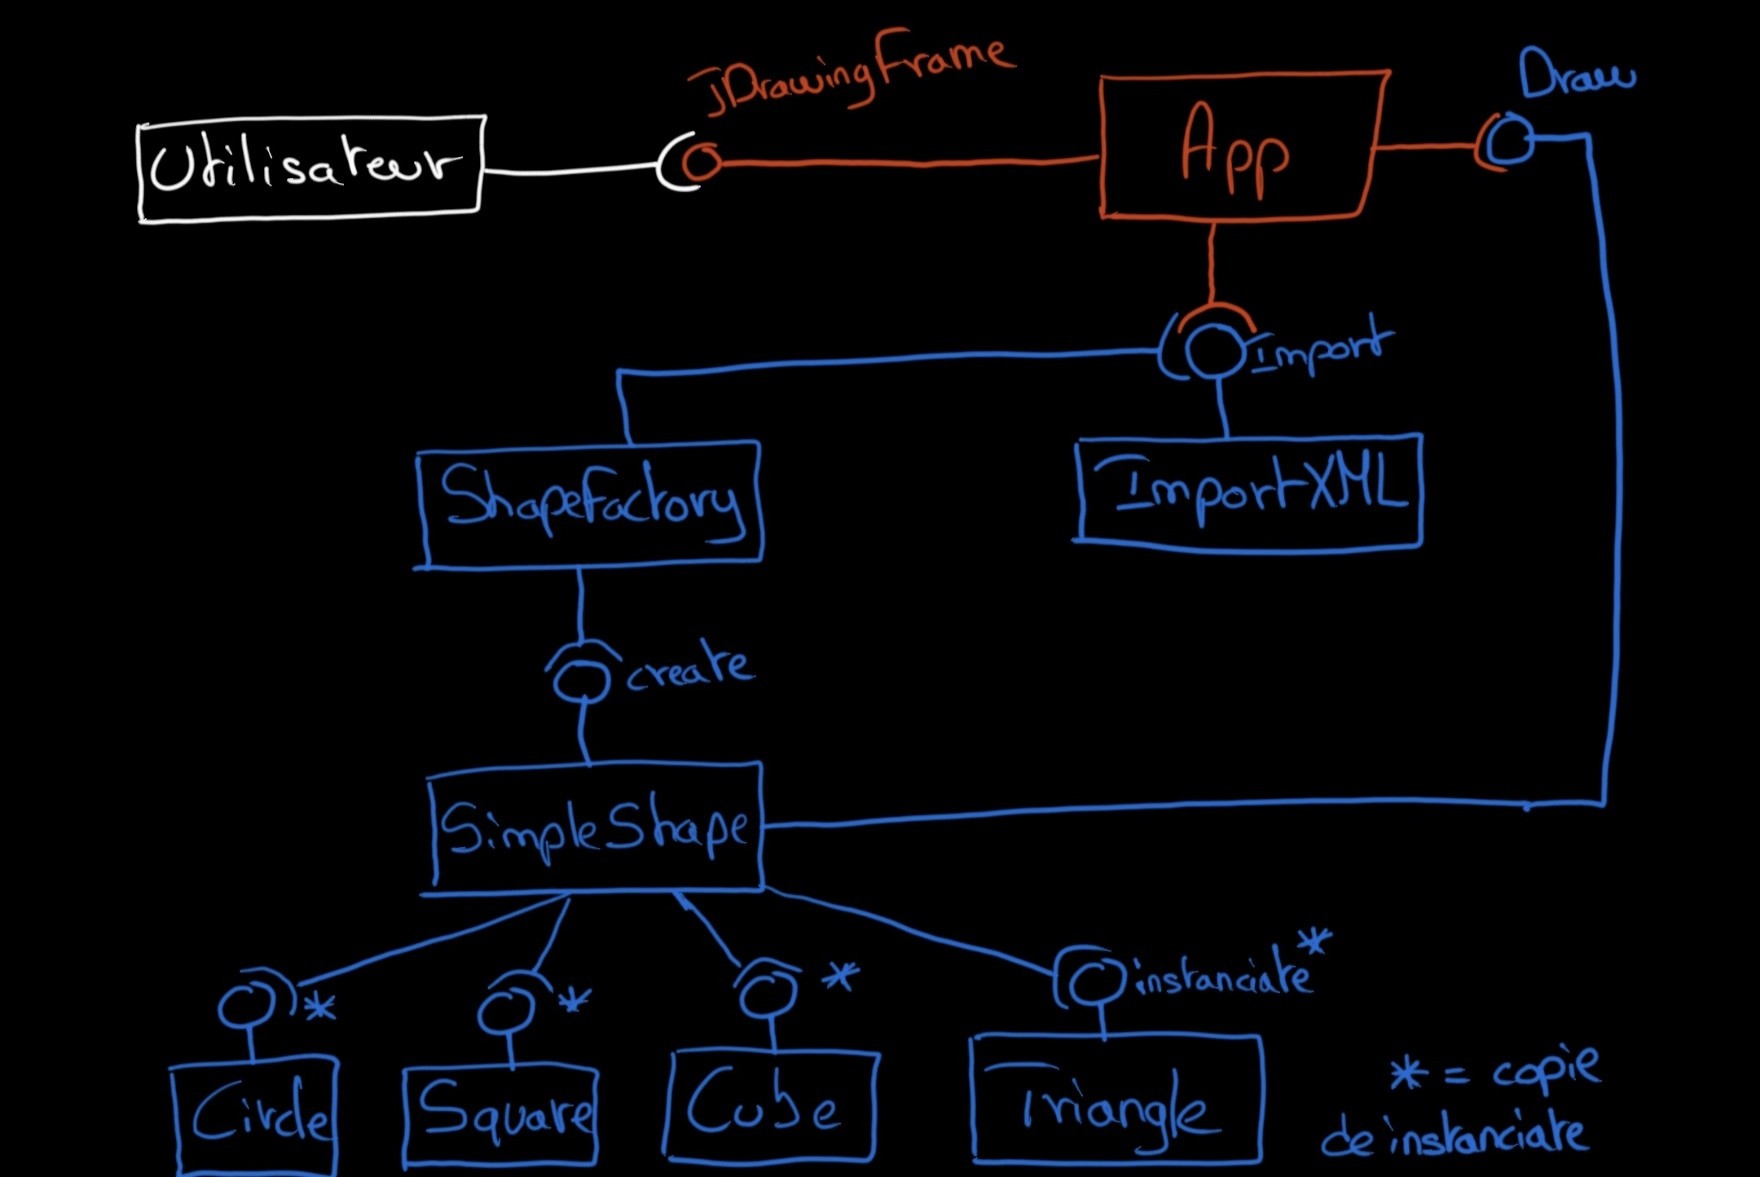 JDrawingFrame
Draw
Utilisateur
App
Import
ShapeFactory
ImportXML
create
SimpleShape
*
*
*
instanciate*
Circle
Square
Cube
Triangle
* = copie
de instanciate